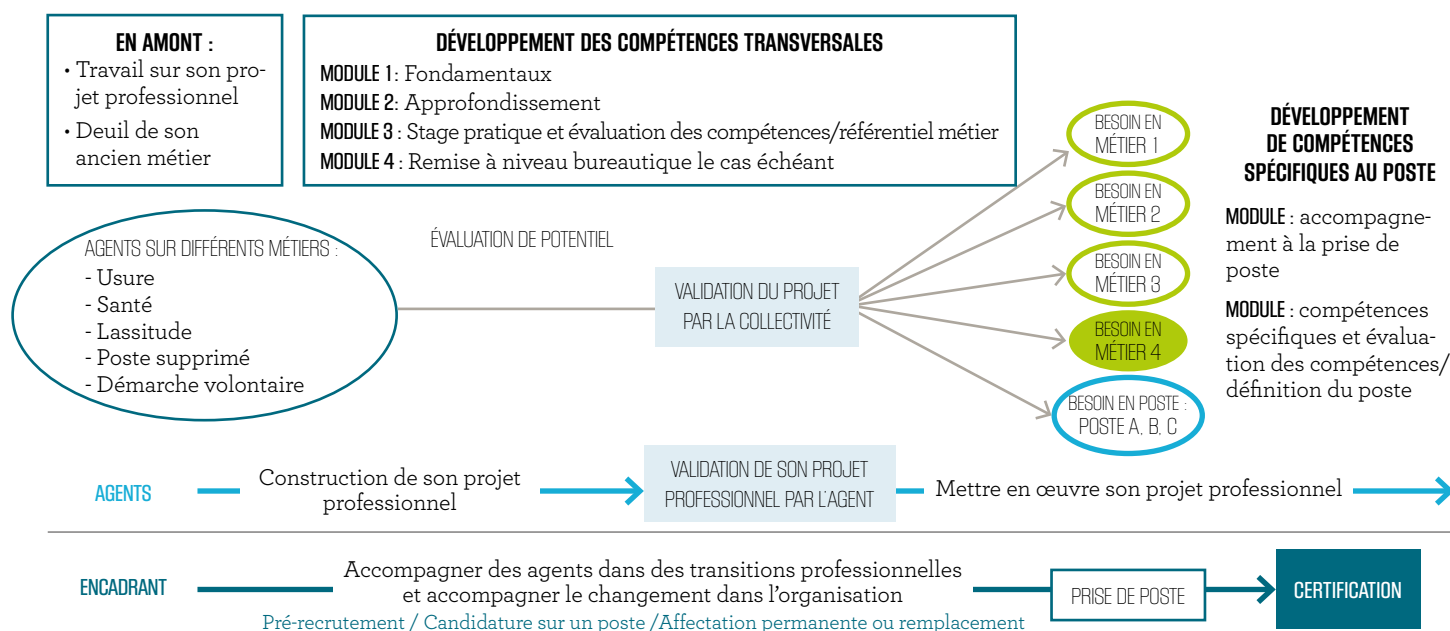 EN AMONT :
• Travail sur son pro-
jet professionnel
• Deuil de son
ancien métier
DÉVELOPPEMENT DES COMPÉTENCES TRANSVERSALES
MODULE 1 : Fondamentaux
MODULE 2 : Approfondissement
MODULE 3 : Stage pratique et évaluation des compétences/référentiel métier
MODULE 4 : Remise à niveau bureautique le cas échéant
AGENTS SUR DIFFÉRENTS MÉTIERS :
- Usure
- Santé
- Lassitude
- Poste supprimé
- Démarche volontaire
ÉVALUATION DE POTENTIEL
VALIDATION DU PROJET
PAR LA COLLECTIVITÉ
BESOIN EN
MÉTIER 1
BESOIN EN
MÉTIER 2
BESOIN EN
MÉTIER 3
BESOIN EN
MÉTIER 4
BESOIN EN POSTE :
POSTE A, B, C
DÉVELOPPEMENT
DE COMPÉTENCES
SPÉCIFIQUES AU POSTE
MODULE : accompagne-
ment à la prise de
poste
MODULE : compétences
spécifiques et évalua-
tion des compétences/
définition du poste
AGENTS
Construction de son projet
professionnel
VALIDATION DE SON PROJET
PROFESSIONNEL PAR L'AGENT
Mettre en œuvre son projet professionnel
ENCADRANT
Accompagner des agents dans des transitions professionnelles
et accompagner le changement dans l'organisation
Pré-recrutement / Candidature sur un poste /Affectation permanente ou remplacement
PRISE DE POSTE
CERTIFICATION